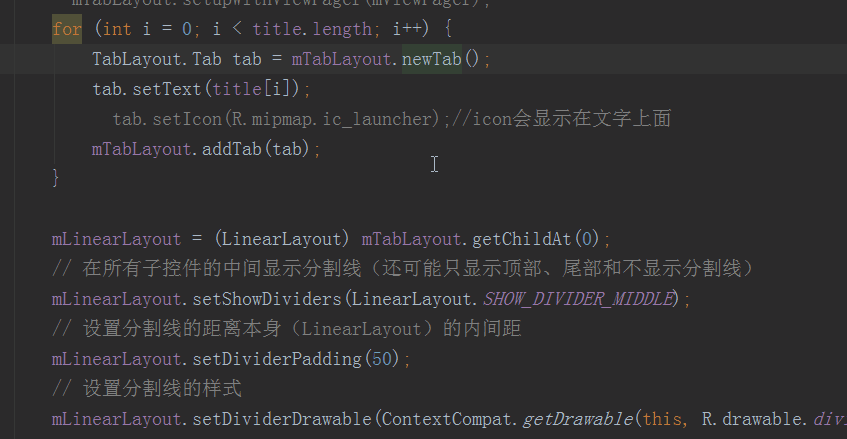 mTabLayout.setupWithViewPager(mViewPager);
for (int i = 0; i < title.length; i++) {
TabLayout.Tab tab = mTabLayout.newTab();
tab.setText(title[i]);
tab.setIcon(R.mipmap.ic_launcher);//icon会显示在文字上面
mTabLayout.addTab(tab);
}
mLinearLayout = (LinearLayout) mTabLayout.getChildAt(0);
// 在所有子控件的中间显示分割线（还可能只显示顶部、尾部和不显示分割线）
mLinearLayout.setShowDividers(LinearLayout.SHOW_DIVIDER_MIDDLE);
// 设置分割线的距离本身（LinearLayout）的内间距
mLinearLayout.setDividerPadding(50);
// 设置分割线的样式
mLinearLayout.setDividerDrawable(ContextCompat.getDrawable(this, R.drawable.div